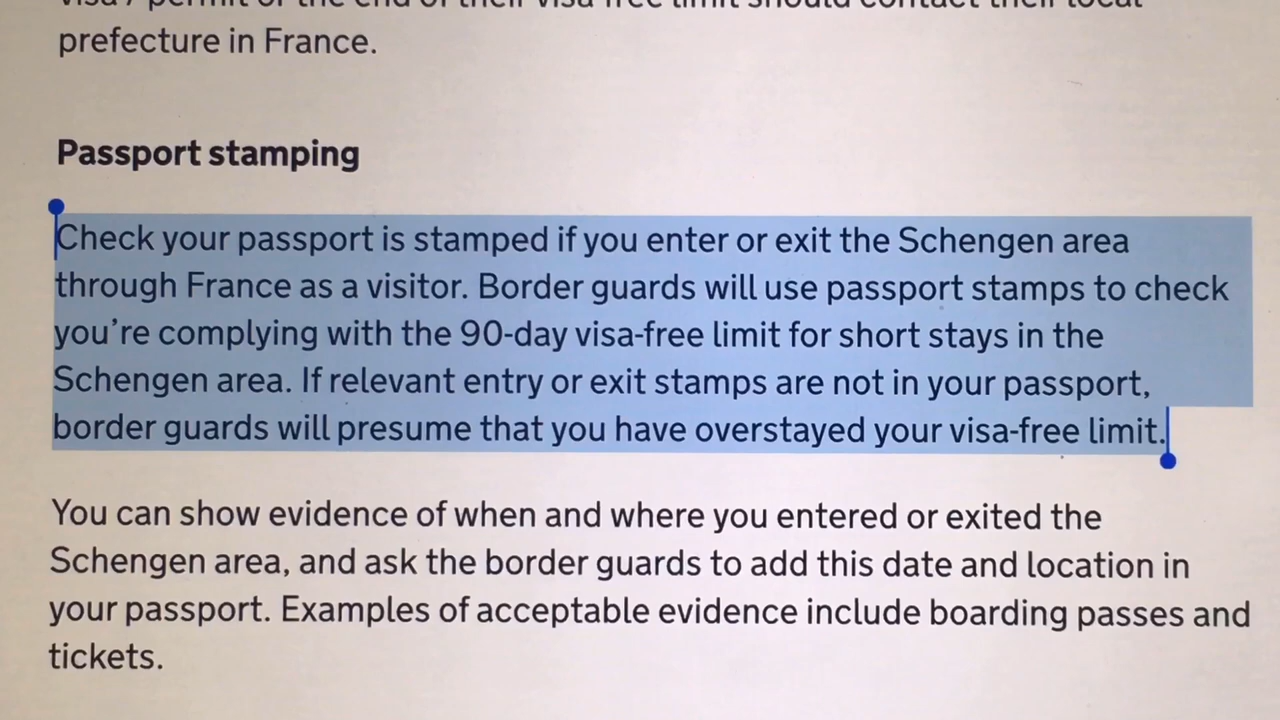 prefecture in France.
Passport stamping
Check your passport is stamped if you enter or exit the Schengen area
through France as a visitor. Border guards will use passport stamps to check
you're complying with the 90-day visa-free limit for short stays in the
Schengen area. If relevant entry or exit stamps are not in your passport,
border guards will presume that you have overstayed your visa-free limit.
You can show evidence of when and where you entered or exited the
Schengen area, and ask the border guards to add this date and location in
your passport. Examples of acceptable evidence include boarding passes and
tickets.